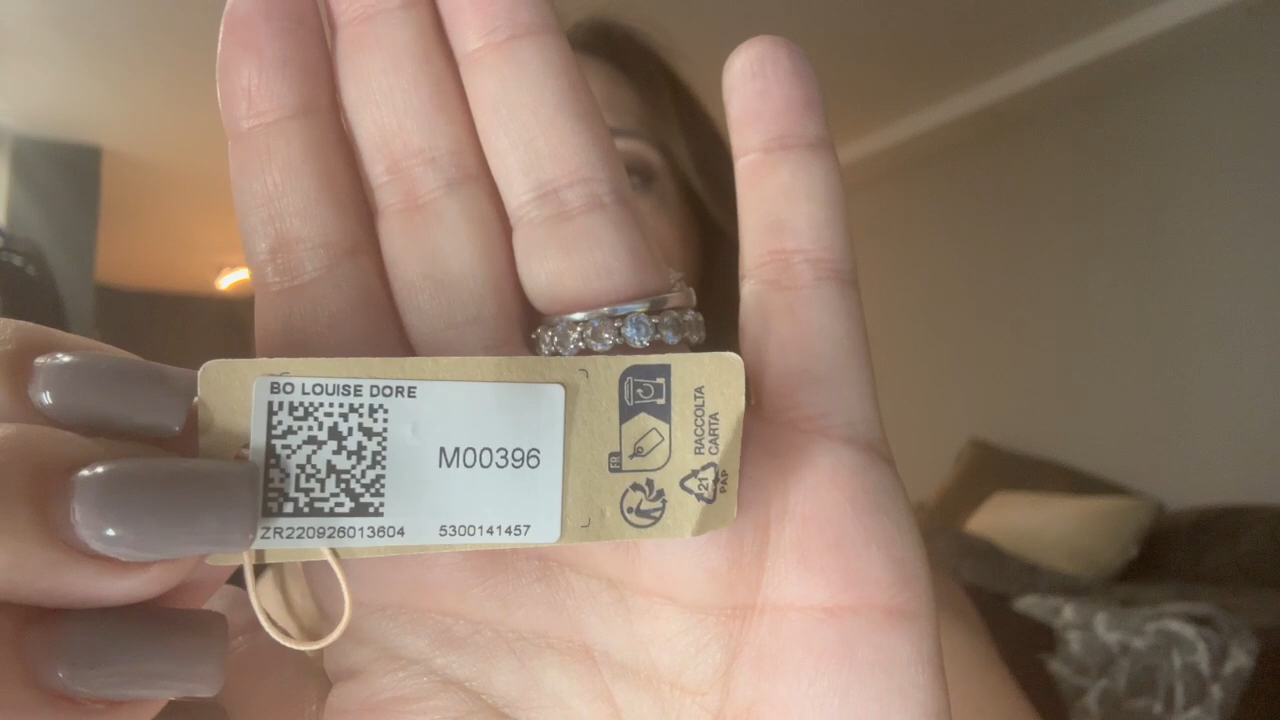 BO LOUISE DORE
M00396
ZR220926013604
5300141457
FR
RACCOLTA
CARTA
21
PAP